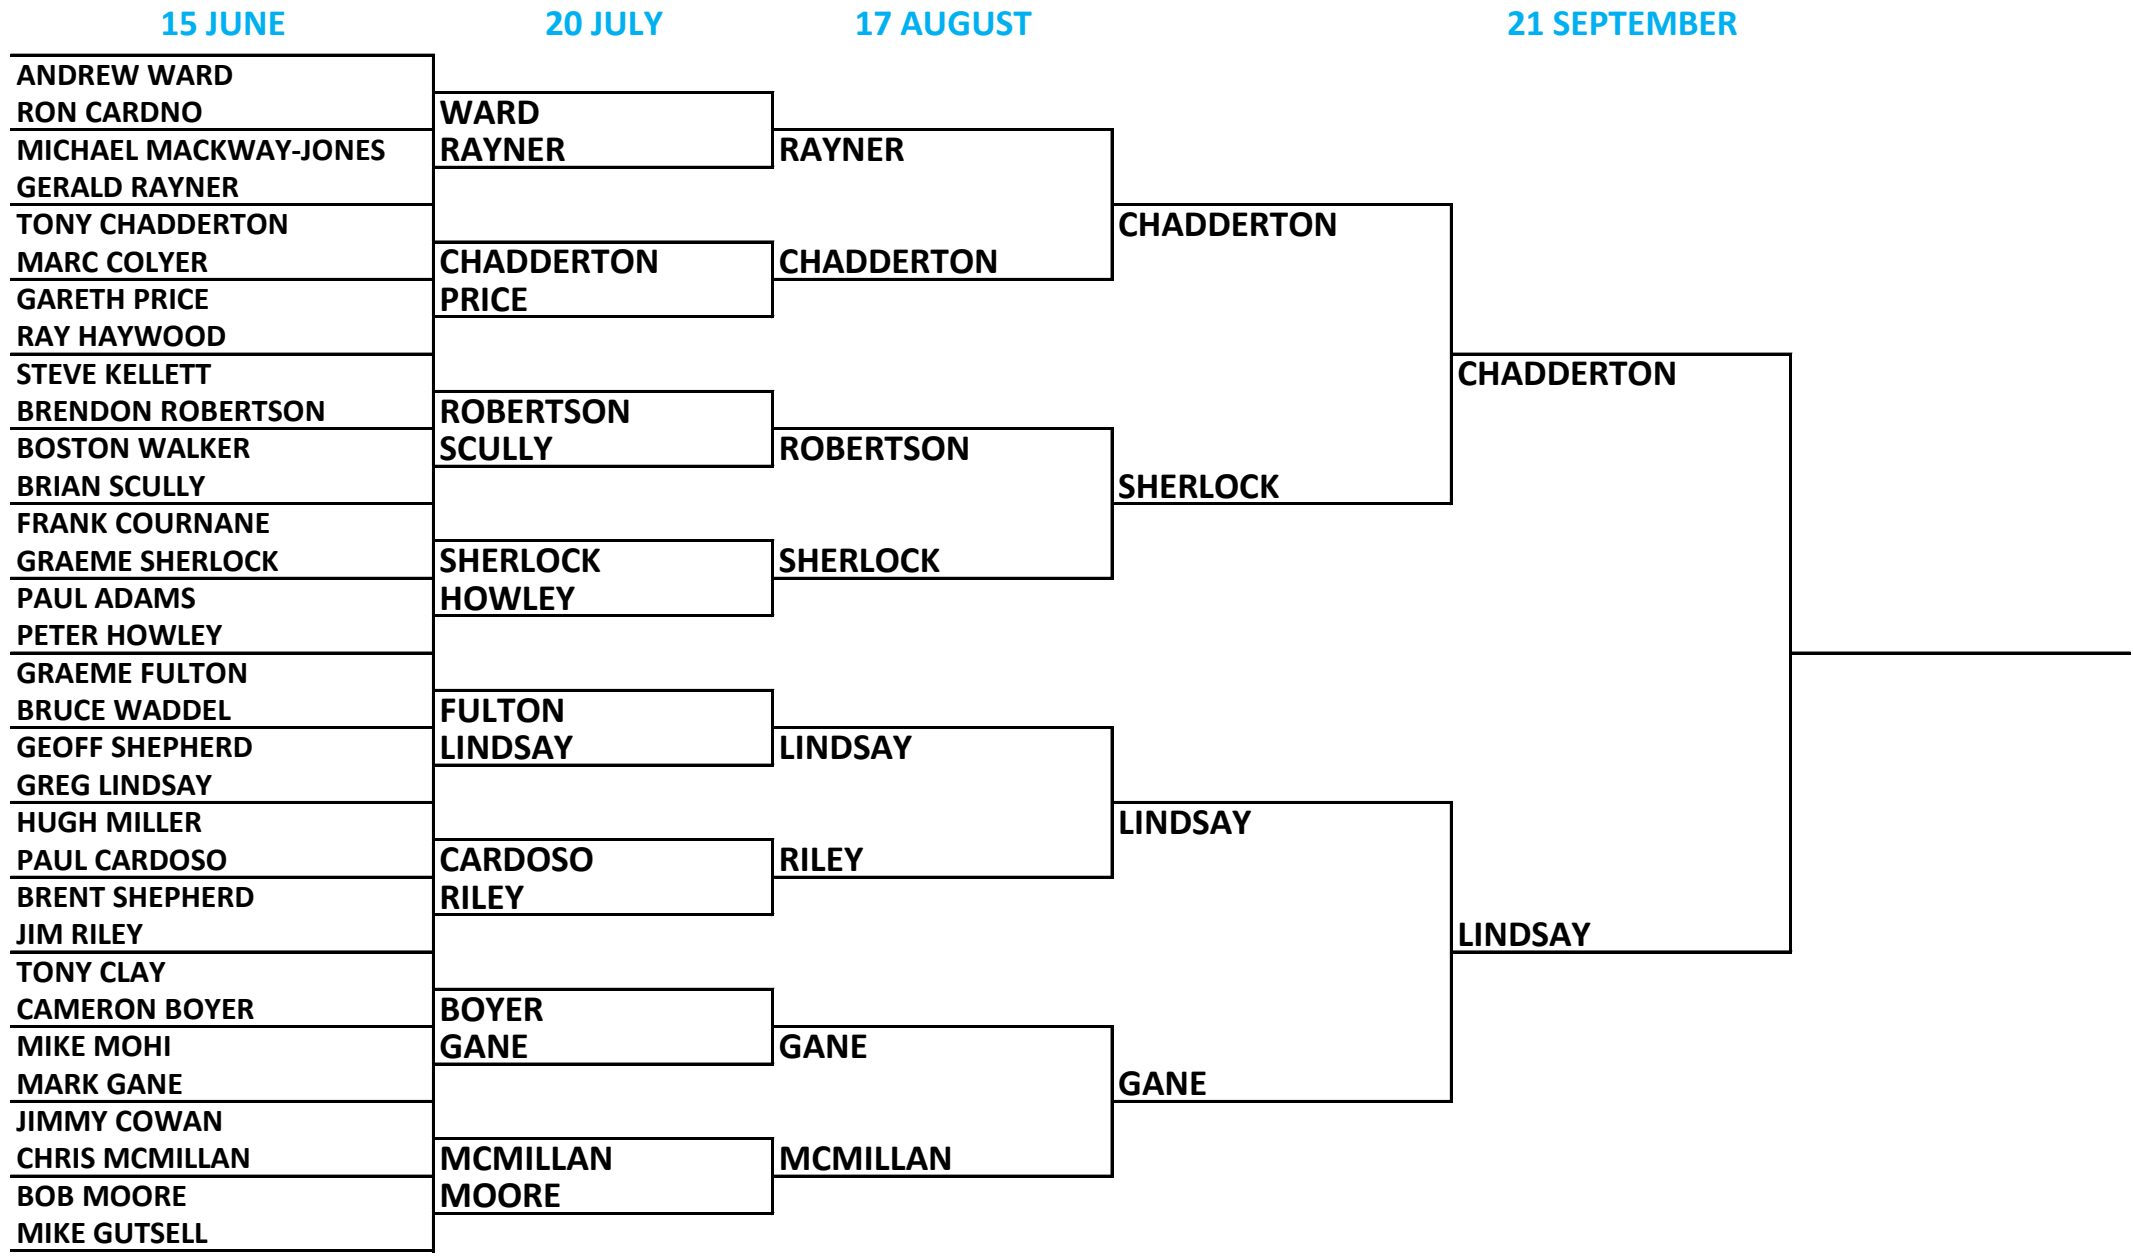 15 JUNE 20 JULY 17 AUGUST 21 SEPTEMBER
ANDREW WARD
RON CARDNO
MICHAEL MACKWAY-JONES
GERALD RAYNER
TONY CHADDERTON
MARC COLYER
GARETH PRICE
RAY HAYWOOD
STEVE KELLETT
BRENDON ROBERTSON
BOSTON WALKER
BRIAN SCULLY
FRANK COURNANE
GRAEME SHERLOCK
PAUL ADAMS
PETER HOWLEY
GRAEME FULTON
BRUCE WADDEL
GEOFF SHEPHERD
GREG LINDSAY
HUGH MILLER
PAUL CARDOSO
BRENT SHEPHERD
JIM RILEY
TONY CLAY
CAMERON BOYER
MIKE MOHI
MARK GANE
JIMMY COWAN
CHRIS MCMILLAN
BOB MOORE
MIKE GUTSELL
WARD
RAYNER
CHADDERTON
PRICE
ROBERTSON
SCULLY
SHERLOCK
HOWLEY
FULTON
LINDSAY
CARDOSO
RILEY
BOYER
GANE
MCMILLAN
MOORE
RAYNER
CHADDERTON
ROBERTSON
SHERLOCK
LINDSAY
RILEY
GANE
MCMILLAN
CHADDERTON
SHERLOCK
LINDSAY
GANE
CHADDERTON
LINDSAY